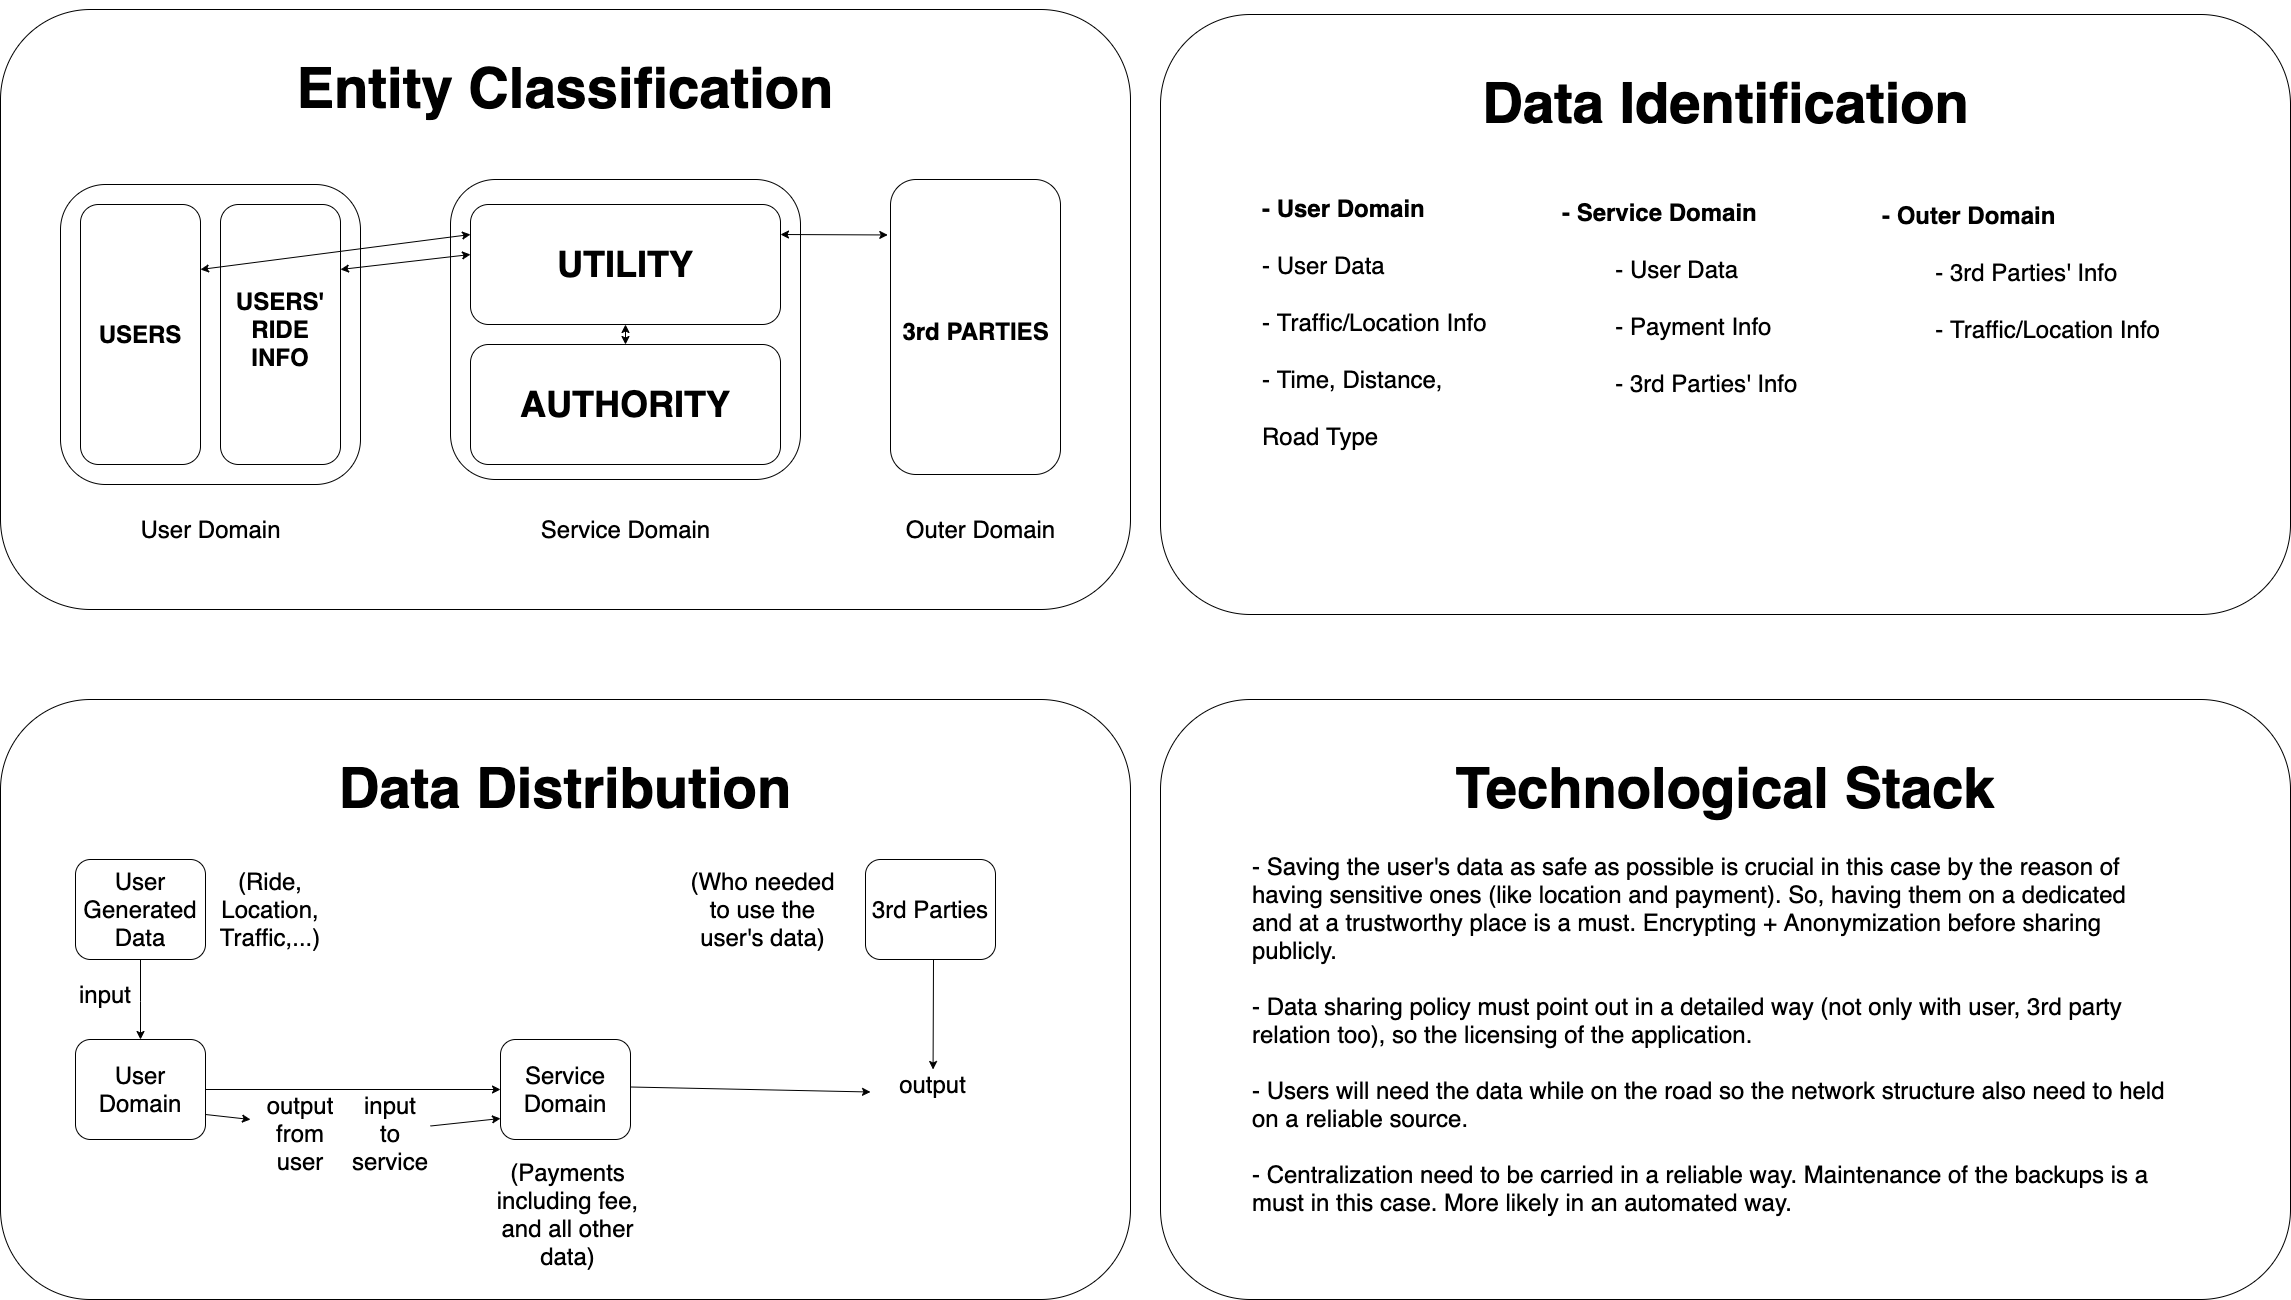 Entity Classification
USERS
USERS'
RIDE
INFO
UTILITY
AUTHORITY
3rd PARTIES
User Domain
Service Domain
Outer Domain
Data Identification
- User Domain
- User Data
- Traffic/Location Info
- Time, Distance,
Road Type
- Service Domain
- User Data
- Payment Info
- 3rd Parties' Info
- Outer Domain
- 3rd Parties' Info
- Traffic/Location Info
Data Distribution
User
Generated
Data
(Ride,
Location,
Traffic,...)
(Who needed
to use the
user's data)
3rd Parties
input
User
Domain
output
from
user
input
to
service
Service
Domain
output
(Payments
including fee,
and all other
data)
Technological Stack
- Saving the user's data as safe as possible is crucial in this case by the reason of
having sensitive ones (like location and payment). So, having them on a dedicated
and at a trustworthy place is a must. Encrypting + Anonymization before sharing
publicly.
- Data sharing policy must point out in a detailed way (not only with user, 3rd party
relation too), so the licensing of the application.
- Users will need the data while on the road so the network structure also need to held
on a reliable source.
- Centralization need to be carried in a reliable way. Maintenance of the backups is a
must in this case. More likely in an automated way.